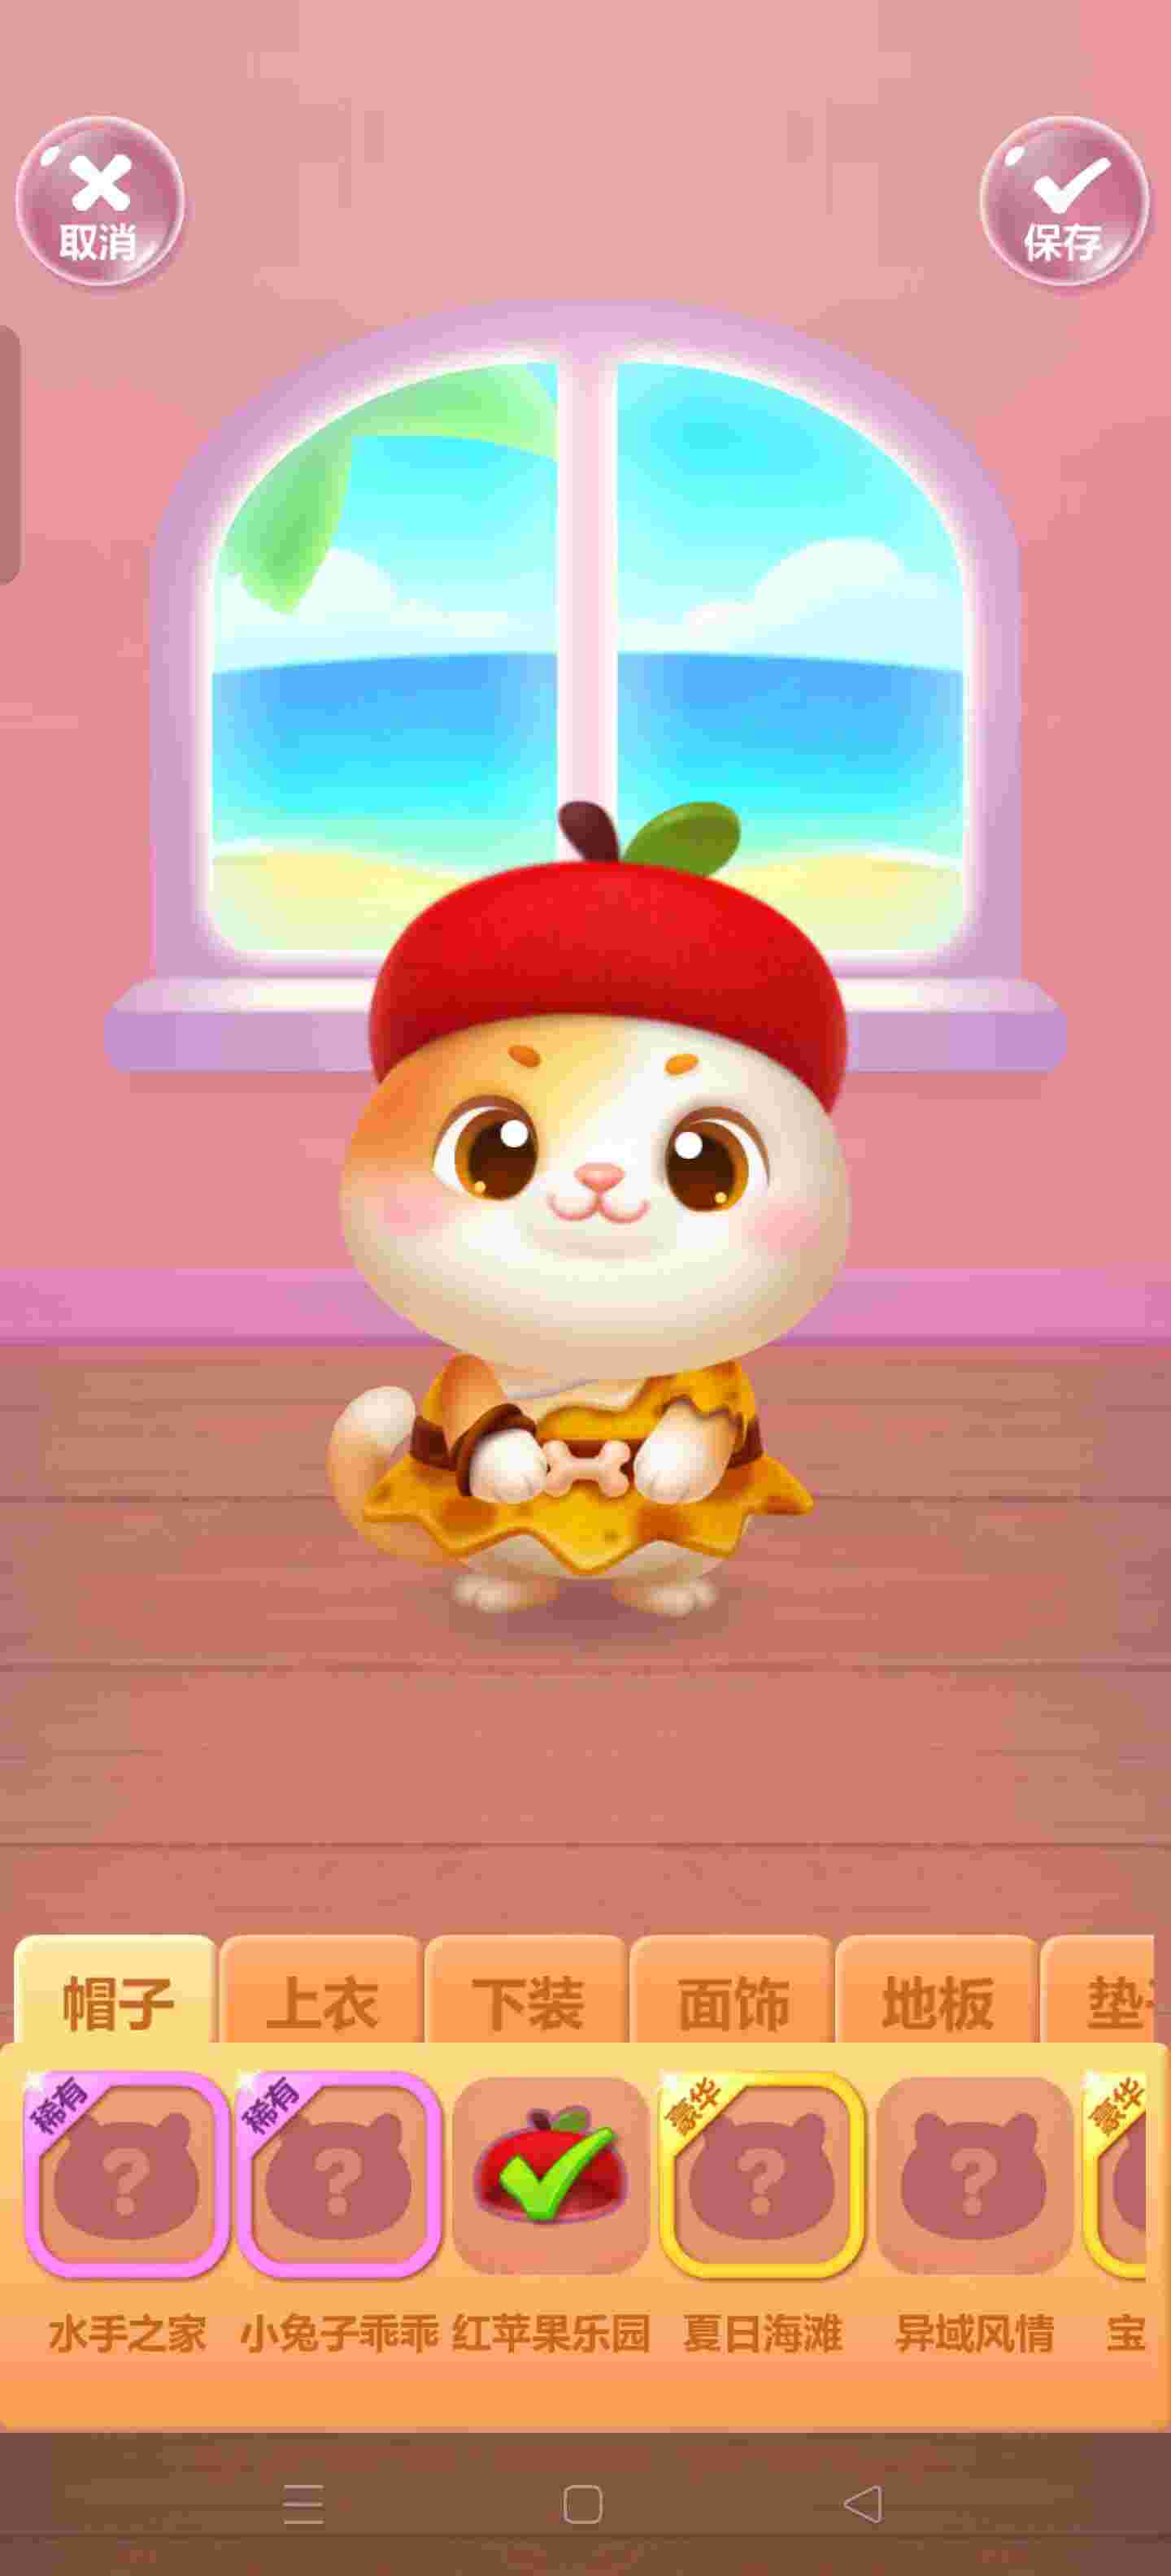 取消
保存
帽子
上衣
下装
面饰
地板
垫
稀有
稀有
豪华
豪华
水手之家
小兔子乖乖
红苹果乐园
夏日海滩
异域风情
宝